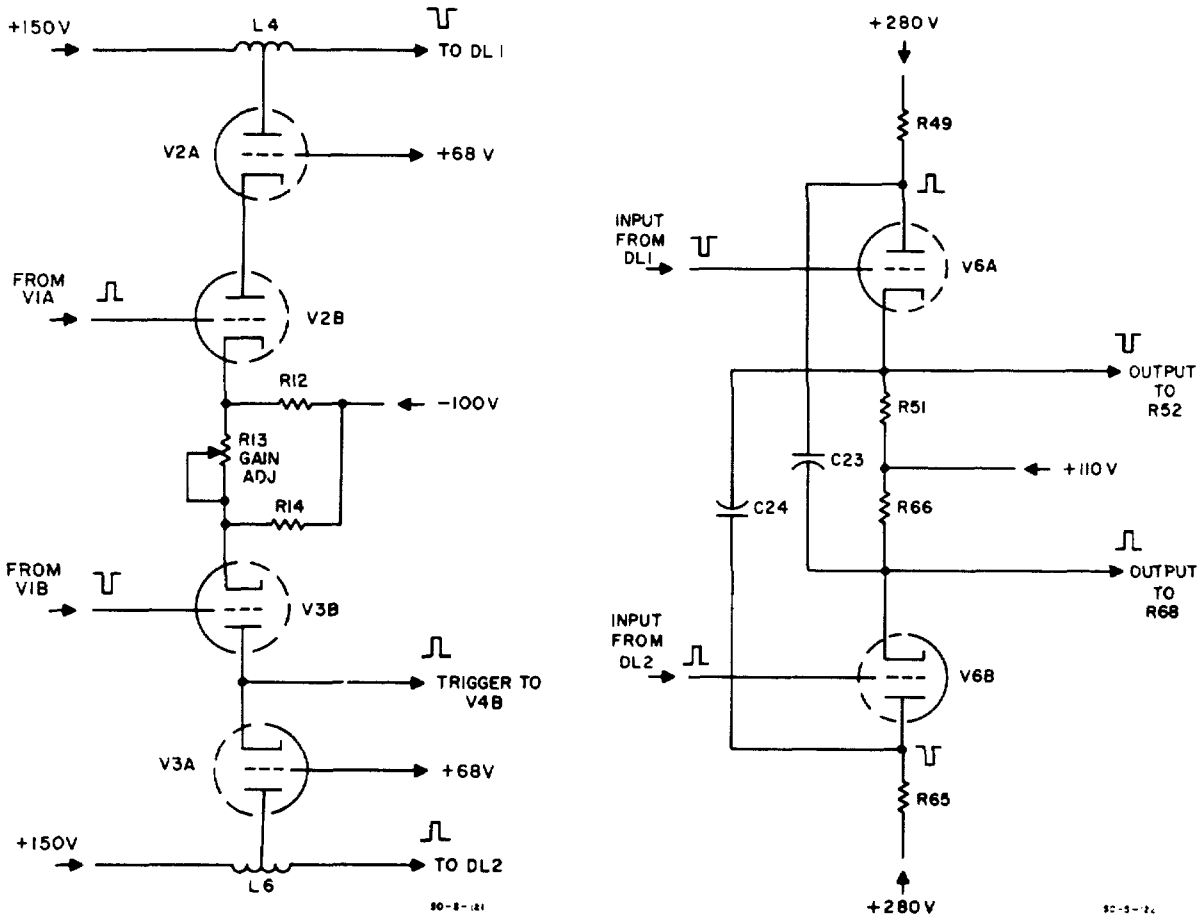 +150V
L4
TO DL1
V2A
+68 V
FROM
V1A
V2B
R12
-100V
R13
GAIN
ADJ
R14
FROM
V1B
V3B
TRIGGER TO
V4B
V3A
+68V
+150V
TO DL2
L6
+280V
R49
INPUT
FROM
DL1
V6A
OUTPUT
TO
R52
R51
+110V
C23
C24
R66
OUTPUT
TO
R68
INPUT
FROM
DL2
V6B
R65
+280V